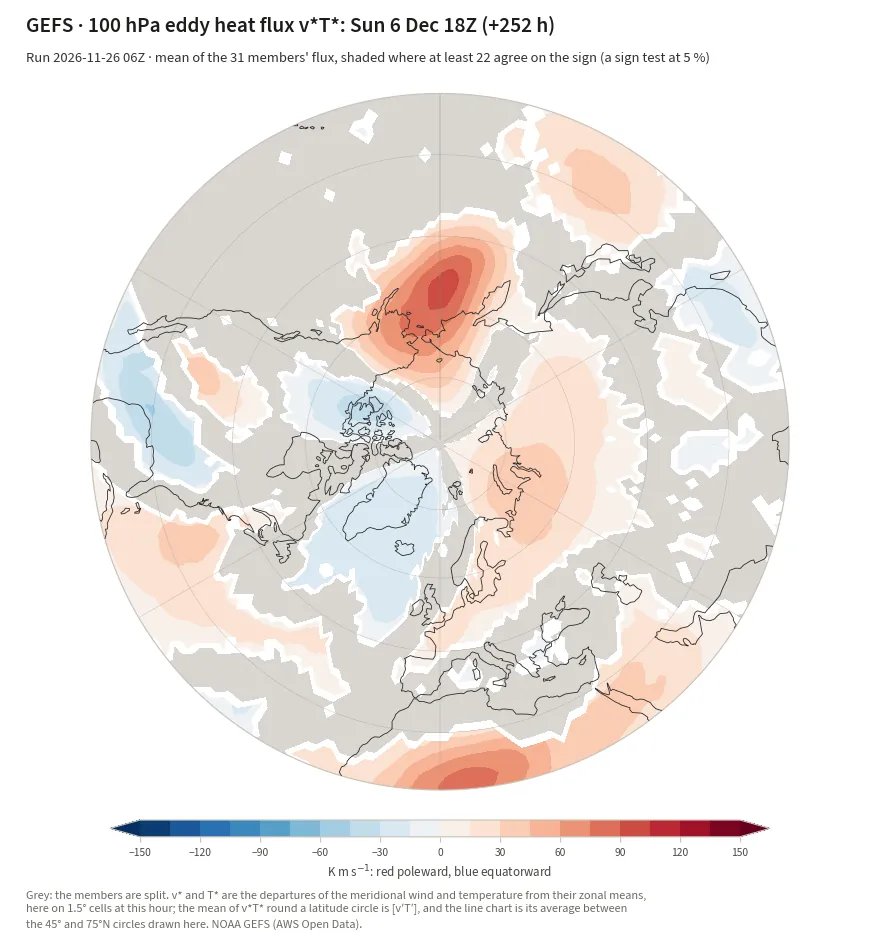 GEFS · 100 hPa eddy heat flux v*T*: Sun 6 Dec 18Z (+252 h)
Run 2026-11-26 06Z · mean of the 31 members' flux, shaded where at least 22 agree on the sign (a sign test at 5 %)
−150 −120 −90 −60 −30 0 30 60 90 120 150
K m s⁻¹: red poleward, blue equatorward
Grey: the members are split. v* and T* are the departures of the meridional wind and temperature from their zonal means,
here on 1.5° cells at this hour; the mean of v*T* round a latitude circle is [v'T'], and the line chart is its average between
the 45° and 75°N circles drawn here. NOAA GEFS (AWS Open Data).